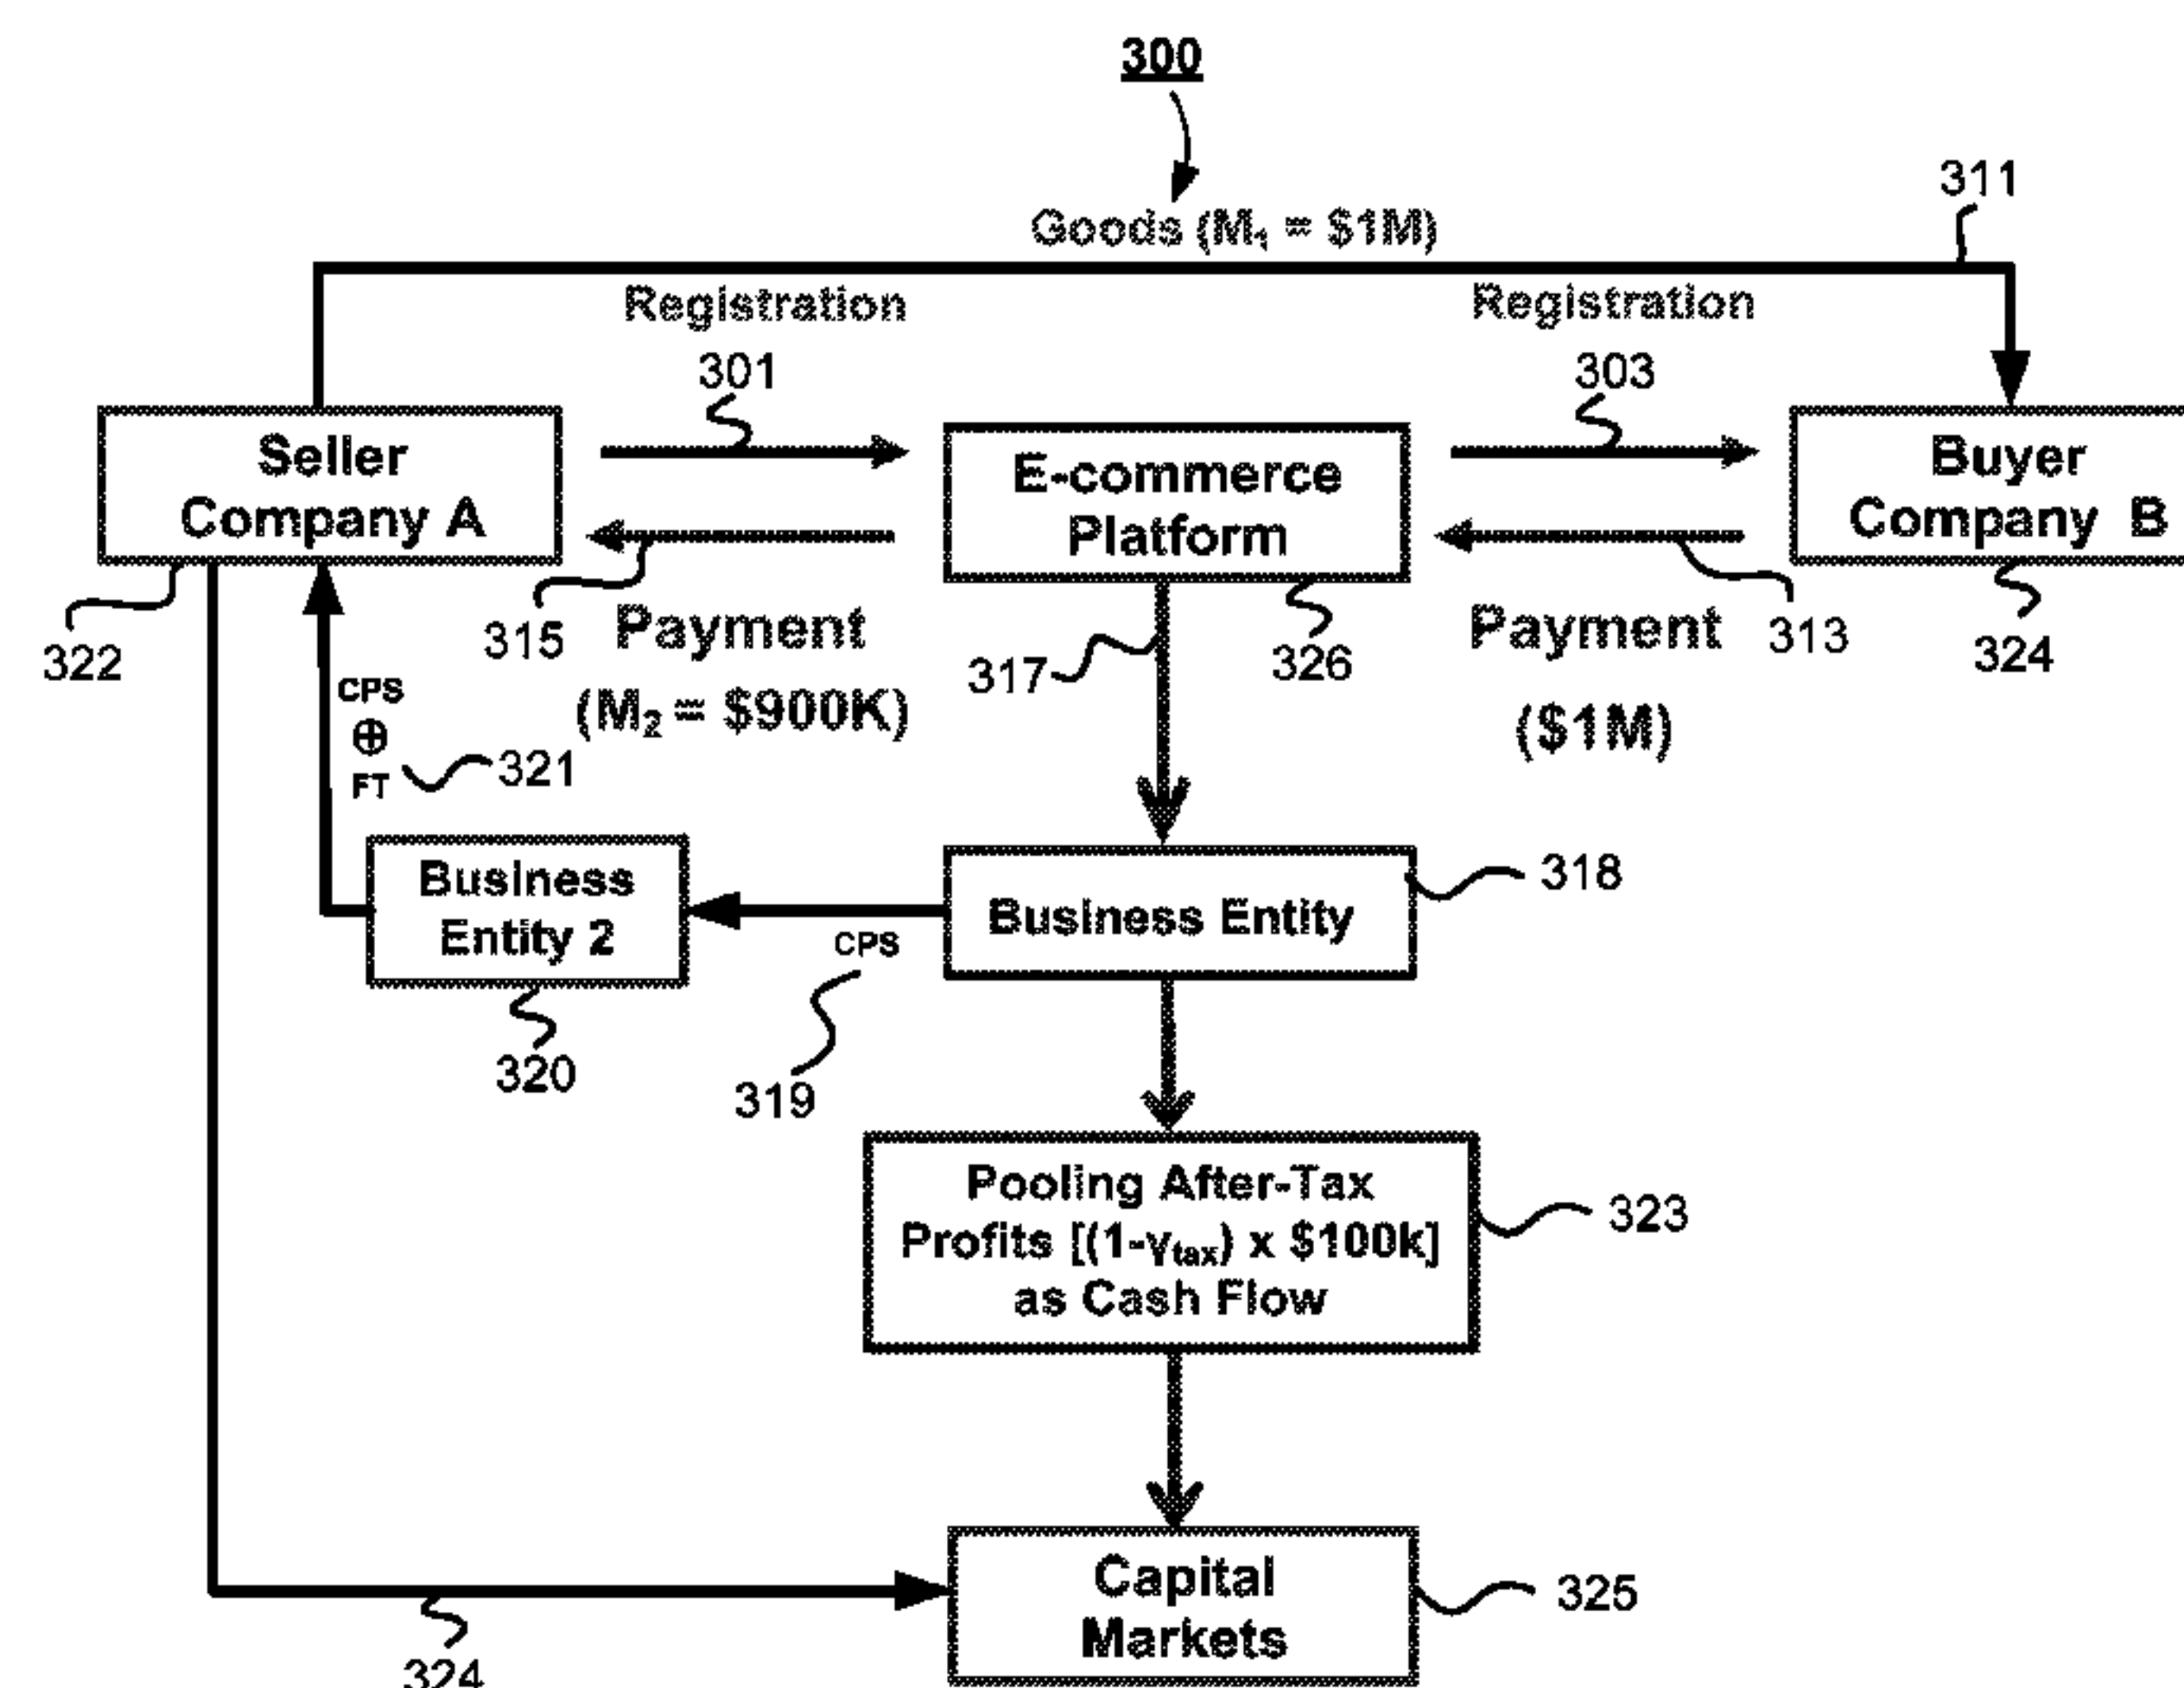 300
311
Goods (M₁ = $1M)
Registration
Registration
301
303
Seller
Company A
E-commerce
Platform
Buyer
Company B
322
315
Payment
(M₂ = $900K)
317
326
Payment
($1M)
313
324
CPS
⊕
FT
321
Business
Entity 2
320
CPS
319
Business Entity
318
Pooling After-Tax
Profits [(1-γtax) x $100k]
as Cash Flow
323
Capital
Markets
325
324